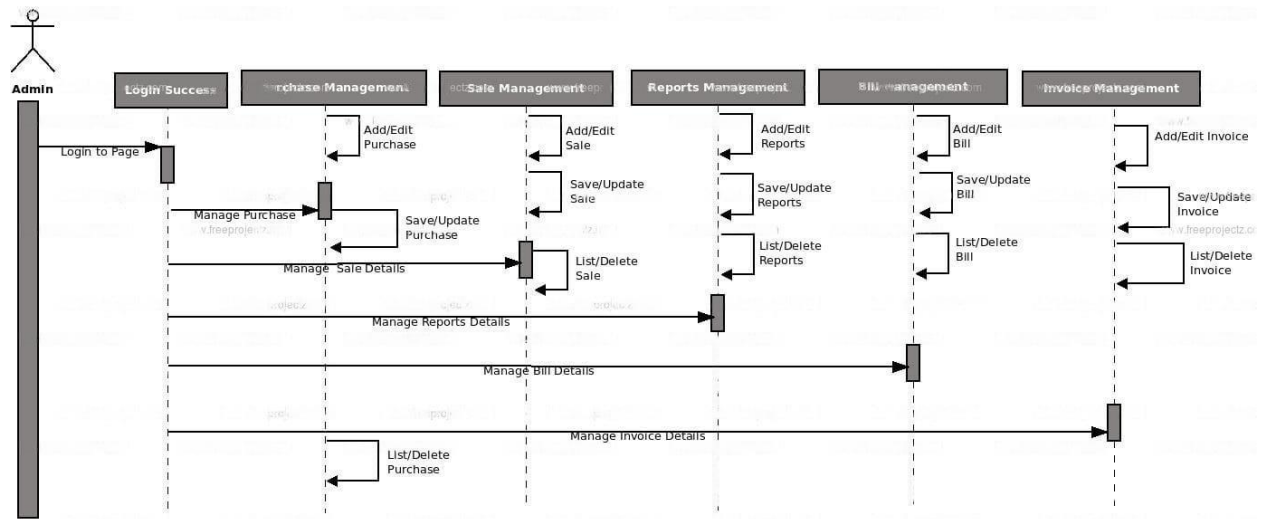 Admin
Login Success
Purchase Management
Sale Management
Reports Management
Bill Management
Invoice Management
Add/Edit
Purchase
Add/Edit
Sale
Add/Edit
Reports
Add/Edit
Bill
Add/Edit Invoice
Login to Page
Save/Update
Sale
Save/Update
Reports
Save/Update
Bill
Save/Update
Invoice
Manage Purchase
Save/Update
Purchase
List/Delete
Sale
List/Delete
Reports
List/Delete
Bill
List/Delete
Invoice
Manage  Sale Details
Manage Reports Details
Manage Bill Details
Manage Invoice Details
List/Delete
Purchase